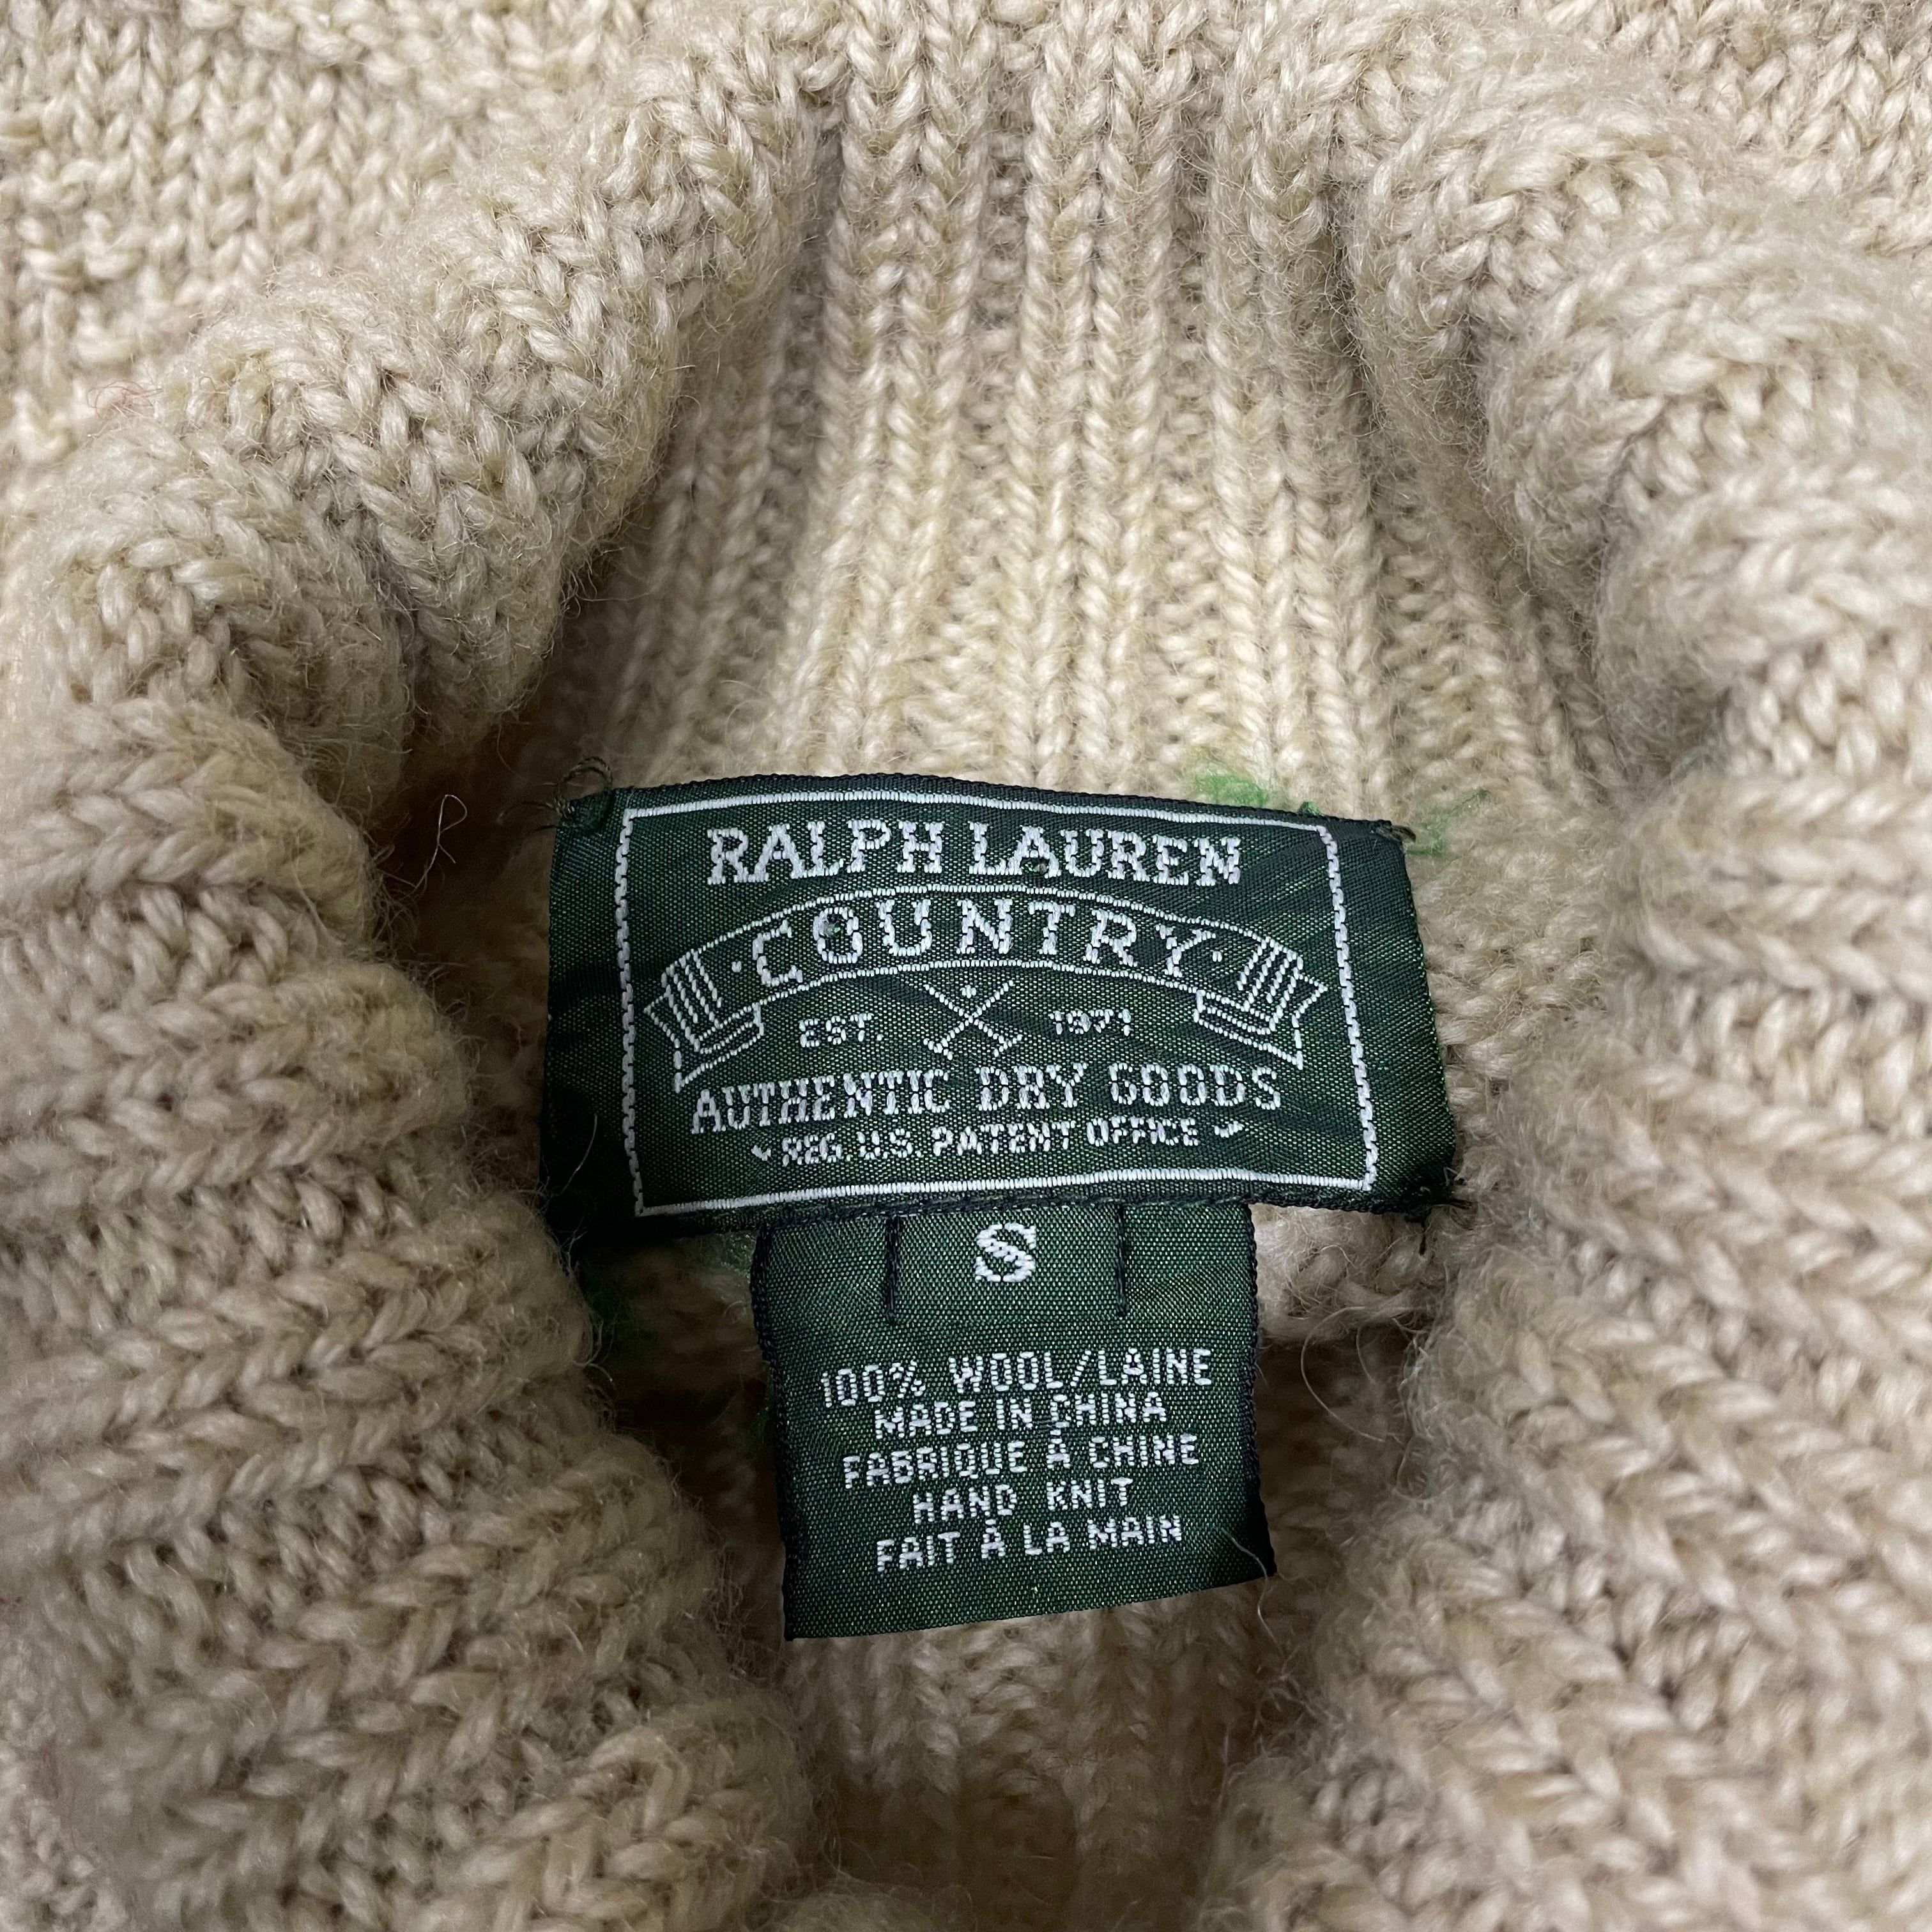 RALPH LAUREN
·COUNTRY·
EST. 1971
AUTHENTIC DRY GOODS
REG. U.S. PATENT OFFICE
S
100% WOOL/LAINE
MADE IN CHINA
FABRIQUE À CHINE
HAND KNIT
FAIT À LA MAIN